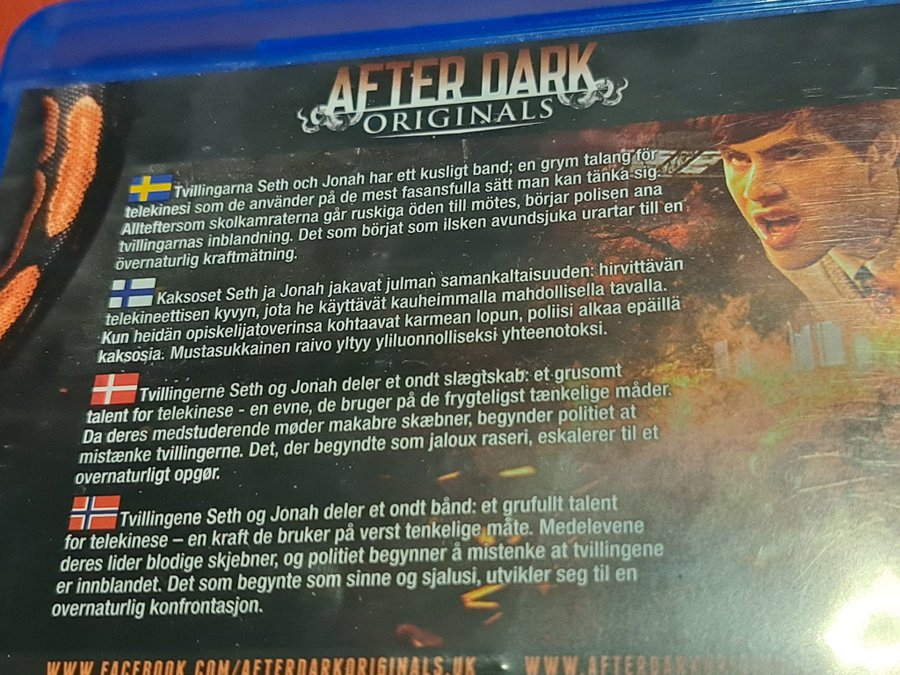 AFTER DARK
ORIGINALS
Tvillingarna Seth och Jonah har ett kusligt band; en grym talang för
telekinesi som de använder på de mest fasansfulla sätt man kan tänka sig.
Allteftersom skolkamraterna går ruskiga öden till mötes, börjar polisen ana
tvillingarnas inblandning. Det som börjat som ilsken avundsjuka urartar till en
övernaturlig kraftmätning.
Kaksoset Seth ja Jonah jakavat julman samankaltaisuuden: hirvittävän
telekineettisen kyvyn, jota he käyttävät kauheimmalla mahdollisella tavalla.
Kun heidän opiskelijatoverinsa kohtaavat karmean lopun, poliisi alkaa epäillä
kaksosia. Mustasukkainen raivo yltyy yliluonnolliseksi yhteenotoksi.
Tvillingerne Seth og Jonah deler et ondt slægtskab: et grusomt
talent for telekinese - en evne, de bruger på de frygteligst tænkelige måder.
Da deres medstuderende møder makabre skæbner, begynder politiet at
mistænke tvillingerne. Det, der begyndte som jaloux raseri, eskalerer til et
overnaturligt opgør.
Tvillingene Seth og Jonah deler et ondt bånd: et grufullt talent
for telekinese – en kraft de bruker på verst tenkelige måte. Medelevene
deres lider blodige skjebner, og politiet begynner å mistenke at tvillingene
er innblandet. Det som begynte som sinne og sjalusi, utvikler seg til en
overnaturlig konfrontasjon.
WWW.FACEBOOK.COM/AFTERDARKORIGINALS.UK WWW.AFTERDARKORIGINALS